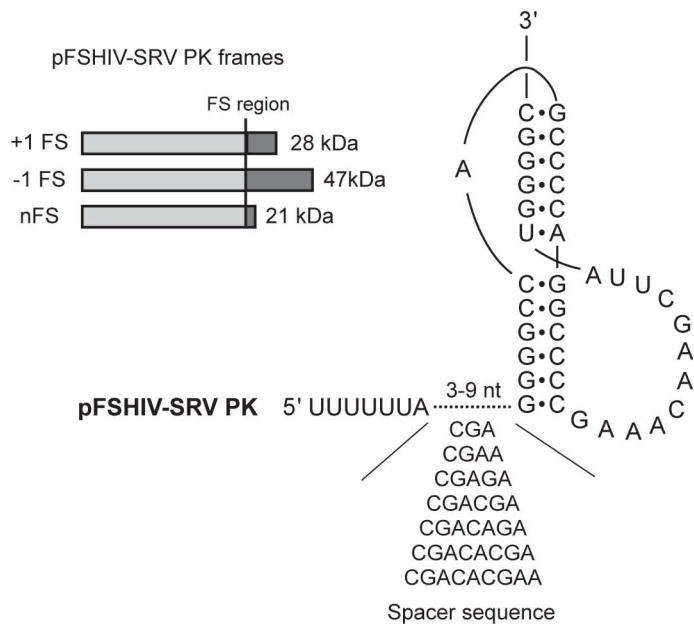 3'
pFSHIV-SRV PK frames
FS region
+1 FS 28 kDa
-1 FS 47kDa
nFS 21 kDa
C•G
G•C
G•C
G•C
G•C
U•A
A
C•G
C•G
G•C
G•C
G•C
G•C
A U U C G A A C A A A G
pFSHIV-SRV PK 5' UUUUUUA 3-9 nt
CGA
CGAA
CGAGA
CGACGA
CGACAGA
CGACACGA
CGACACGAA
Spacer sequence